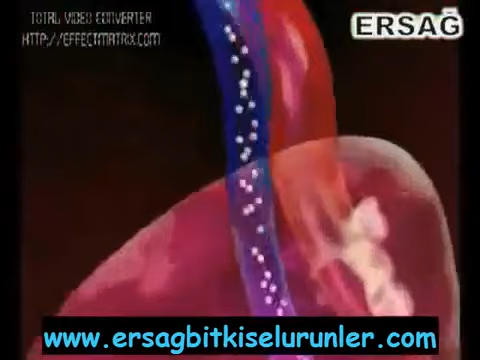 TOTAL VIDEO CONVERTER
ERSAĞ
HTTP://EFFECTMATRIX.COM
www.ersagbitkiselurunler .com